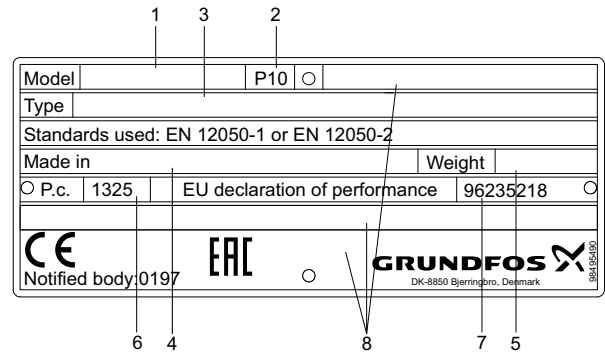 1 2
3
Model P10
Type
Standards used: EN 12050-1 or EN 12050-2
Made in Weight
P.c. 1325 EU declaration of performance 96235218
CE EAC GRUNDFOS
Notified body:0197 DK-8850 Bjerringbro, Denmark
98495490
6 4 8 7 5